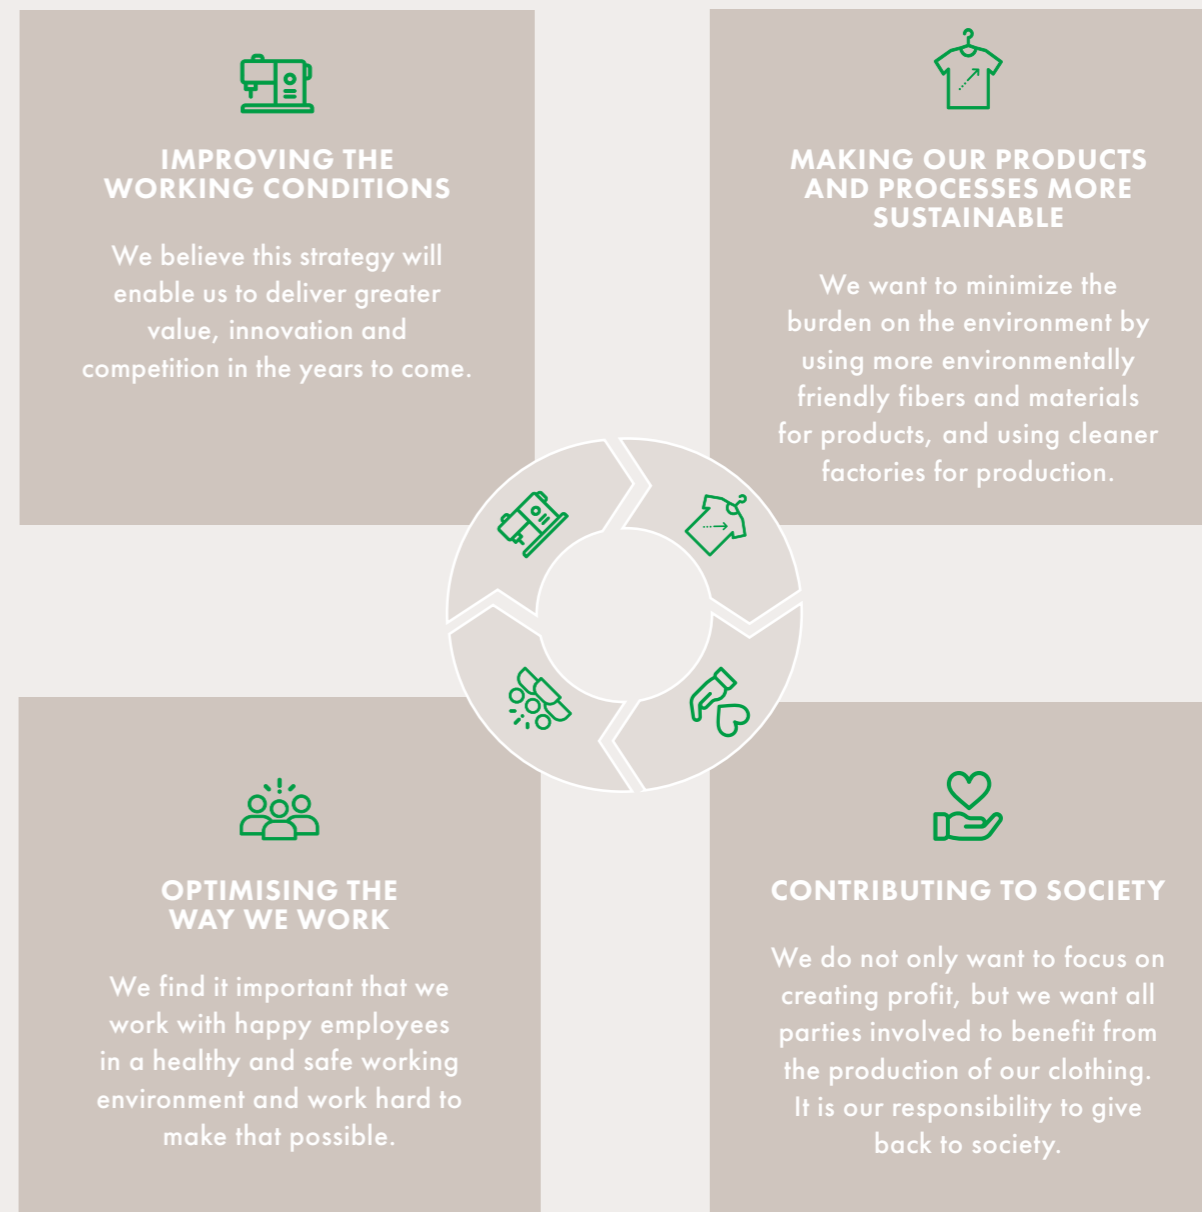 IMPROVING THE
WORKING CONDITIONS
We believe this strategy will
enable us to deliver greater
value, innovation and
competition in the years to come.
MAKING OUR PRODUCTS
AND PROCESSES MORE
SUSTAINABLE
We want to minimize the
burden on the environment by
using more environmentally
friendly fibers and materials
for products, and using cleaner
factories for production.
OPTIMISING THE
WAY WE WORK
We find it important that we
work with happy employees
in a healthy and safe working
environment and work hard to
make that possible.
CONTRIBUTING TO SOCIETY
We do not only want to focus on
creating profit, but we want all
parties involved to benefit from
the production of our clothing.
It is our responsibility to give
back to society.